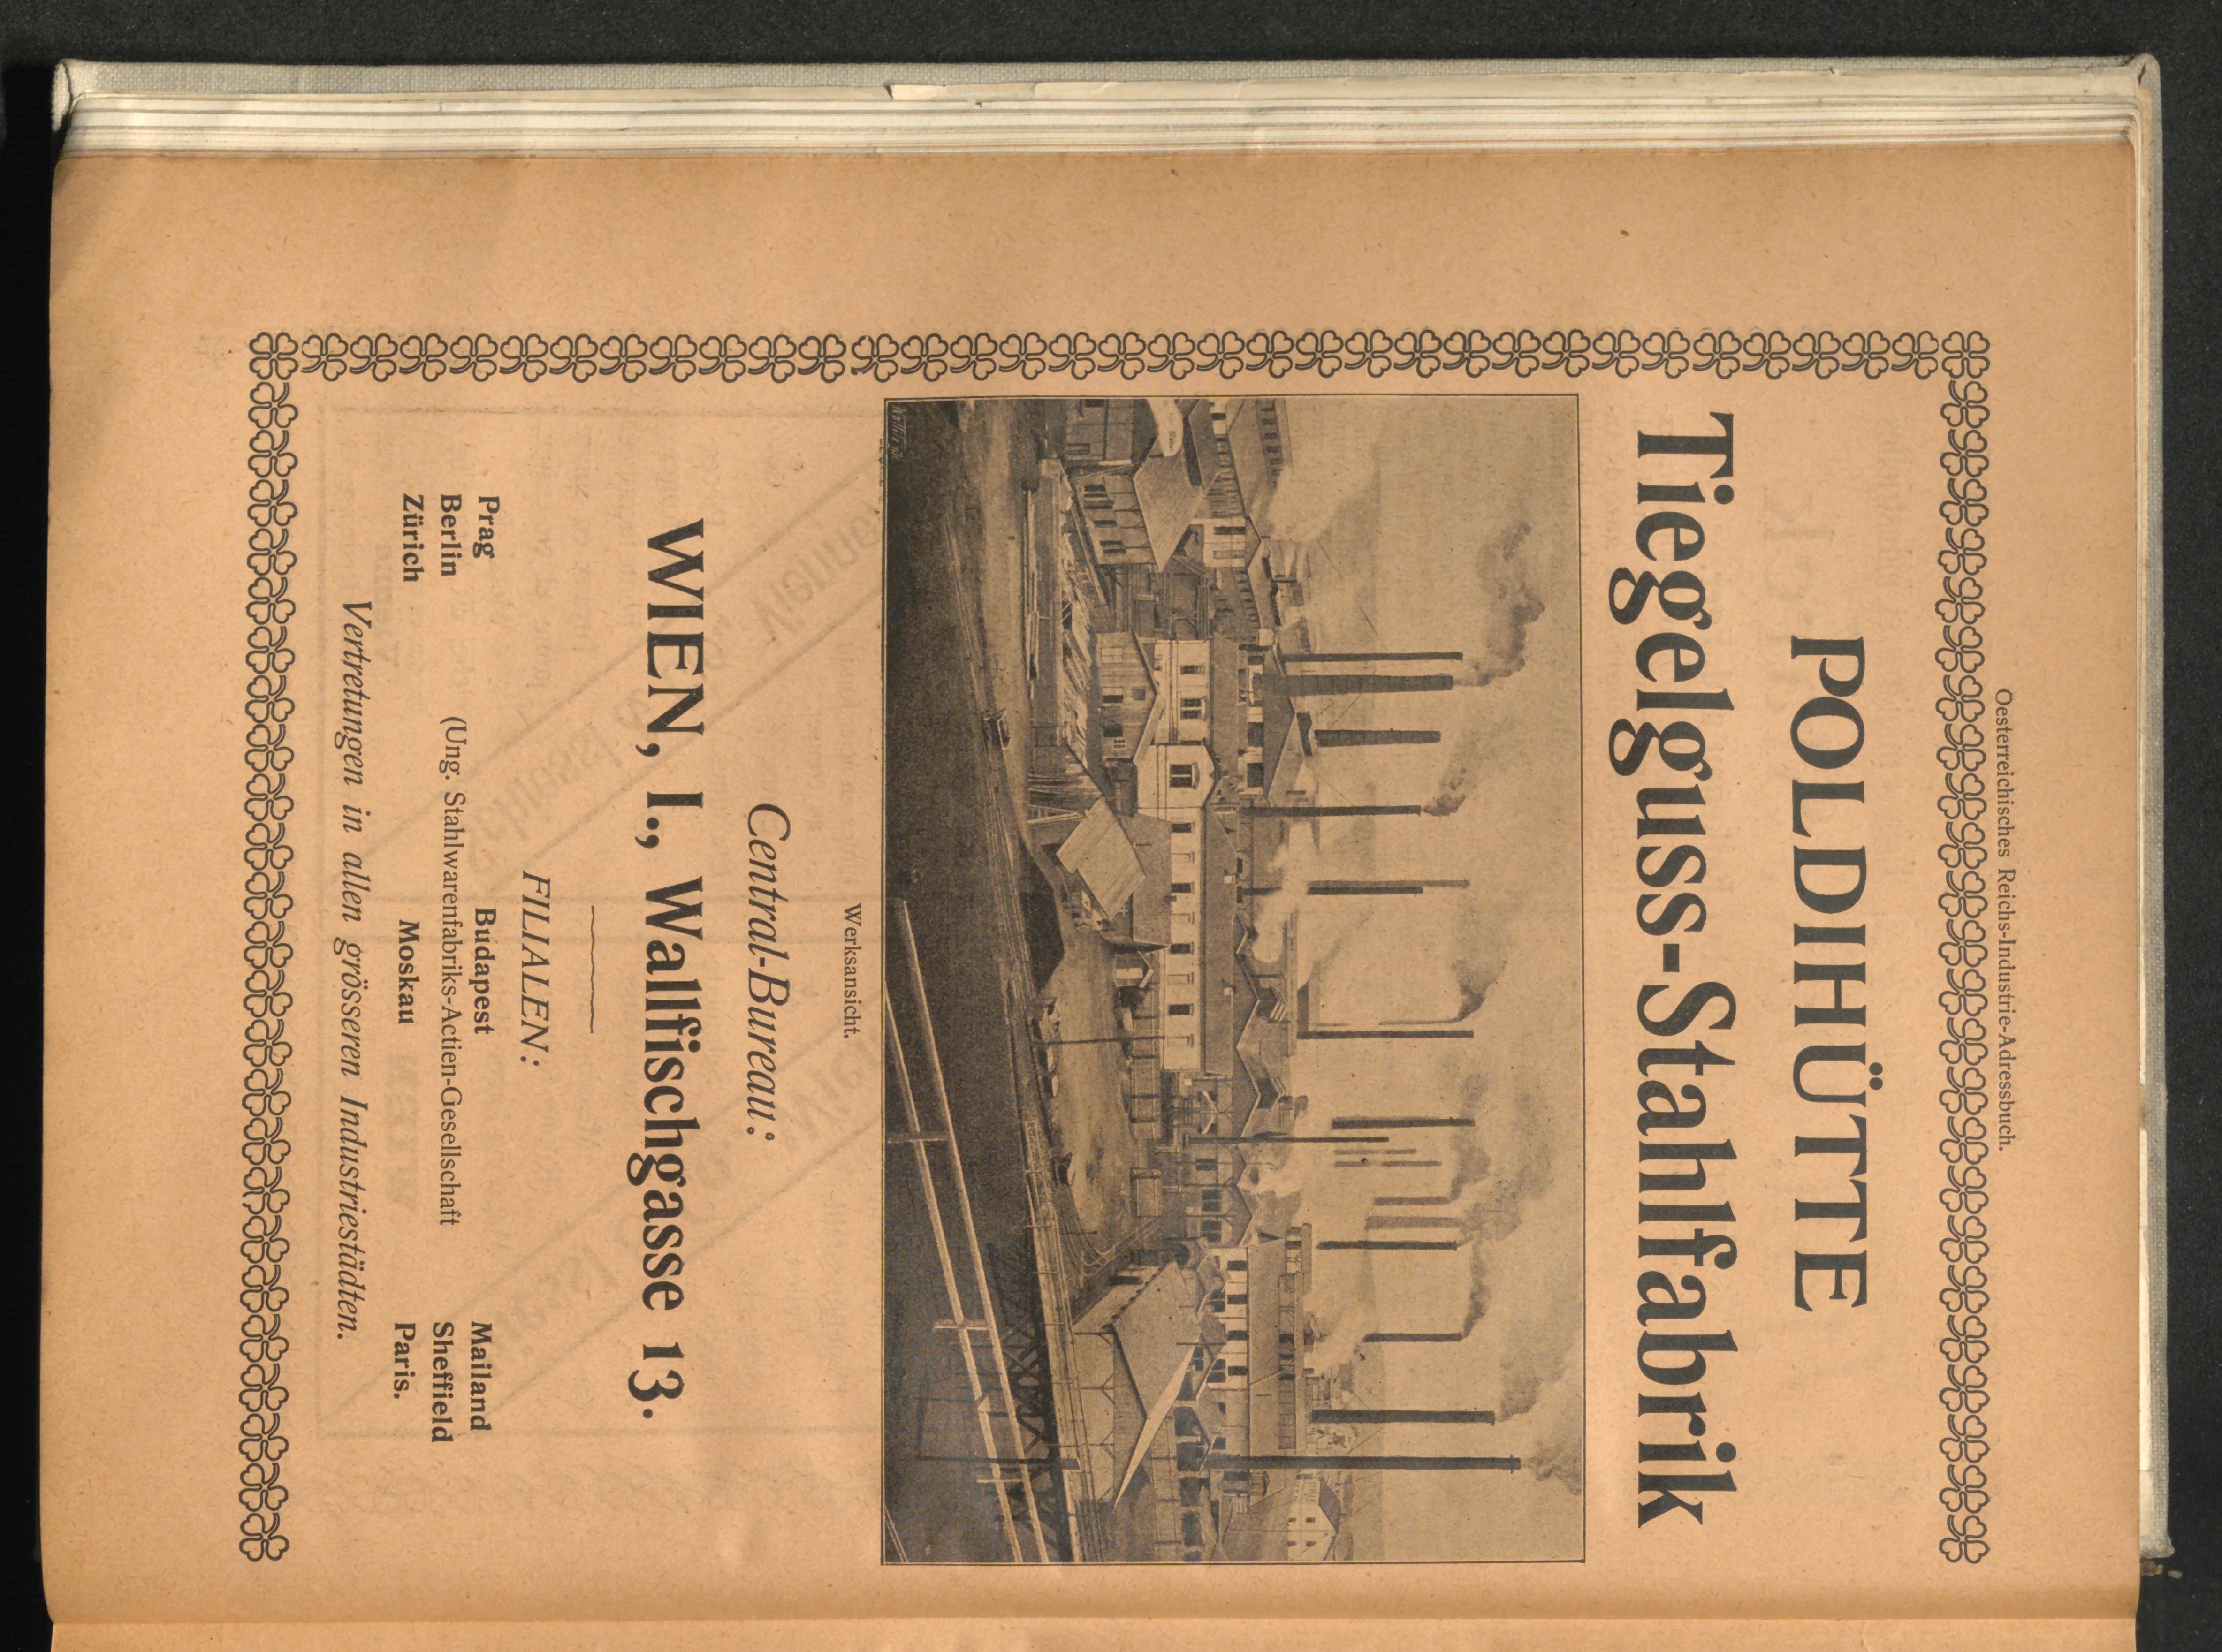 Oesterreichisches Reichs-Industrie-Adressbuch.
POLDIHÜTTE
Tiegelguss-Stahlfabrik
Werksansicht.
Central-Bureau:
WIEN, I., Wallfischgasse 13.
FILIALEN:
Prag
Berlin
Zürich
Budapest
(Ung. Stahlwarenfabriks-Actien-Gesellschaft
Moskau
Mailand
Sheffield
Paris.
Vertretungen in allen grösseren Industriestädten.